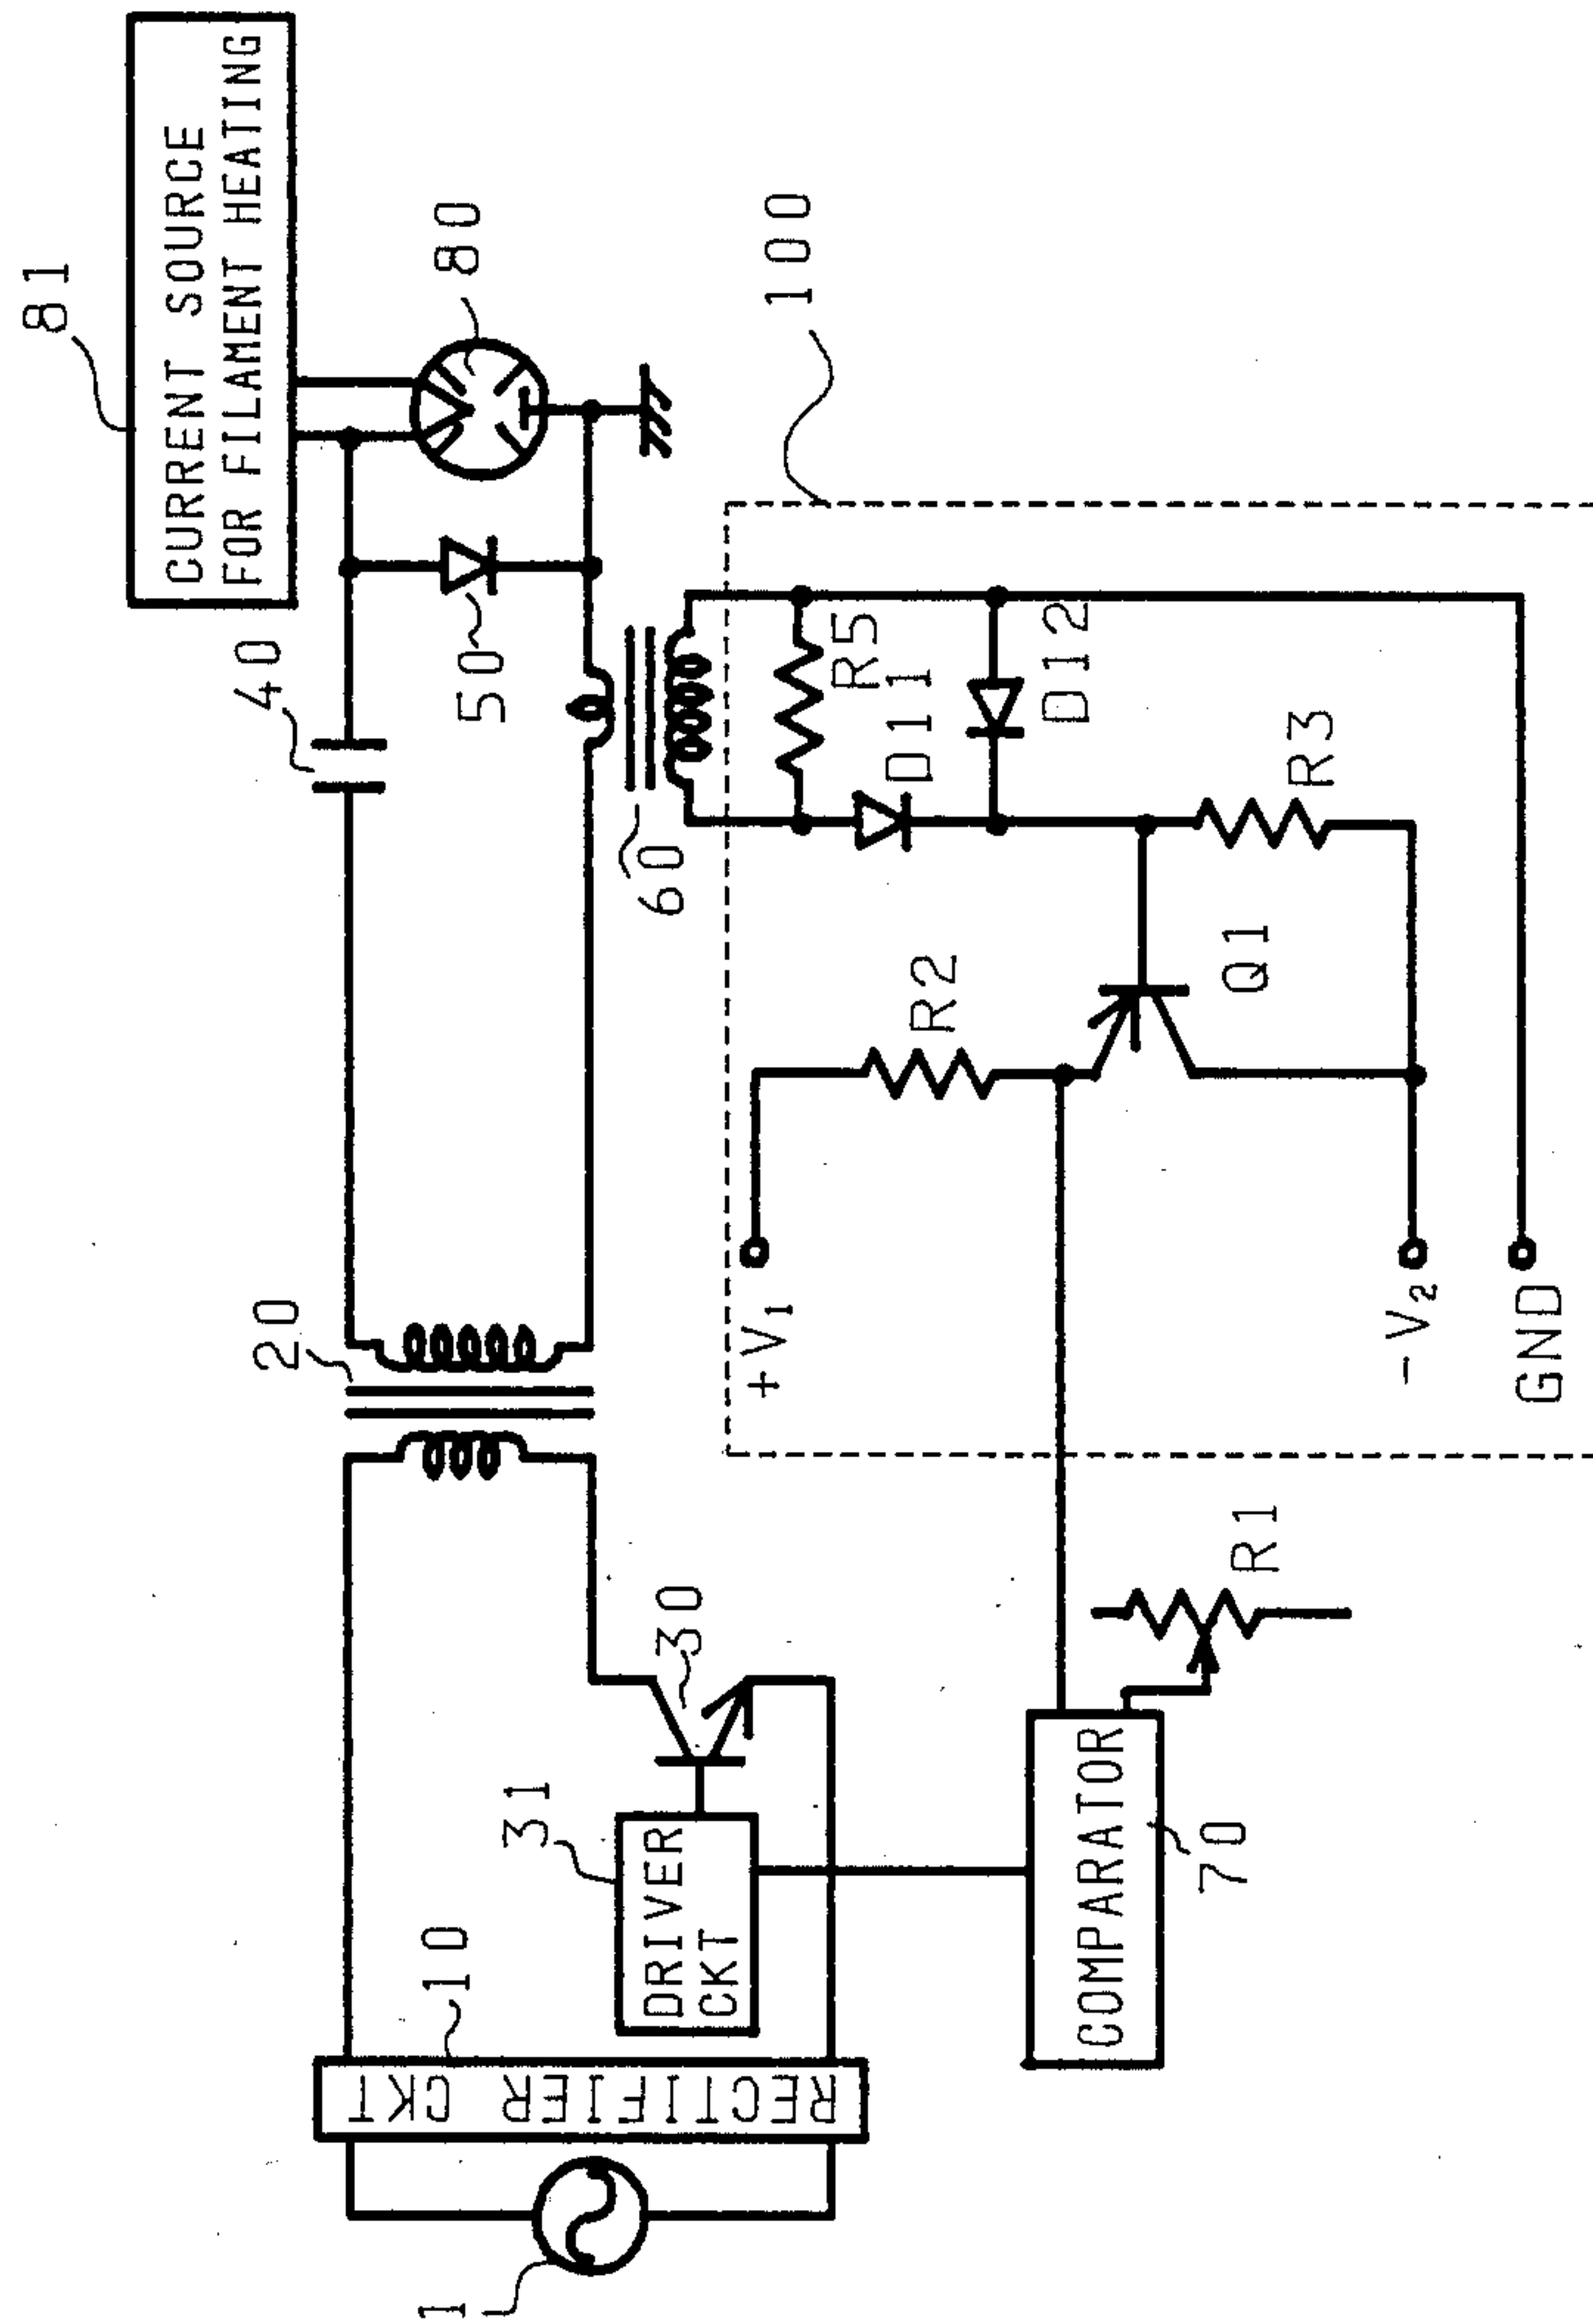 81
CURRENT SOURCE
FOR FILAMENT HEATING
40
80
50
20
60
100
10
31
30
RECTIFIER CKT
DRIVER
CKT
1
+V₁
R2
R5
D11
D12
Q1
R3
COMPARATOR
70
R1
-V₂
GND